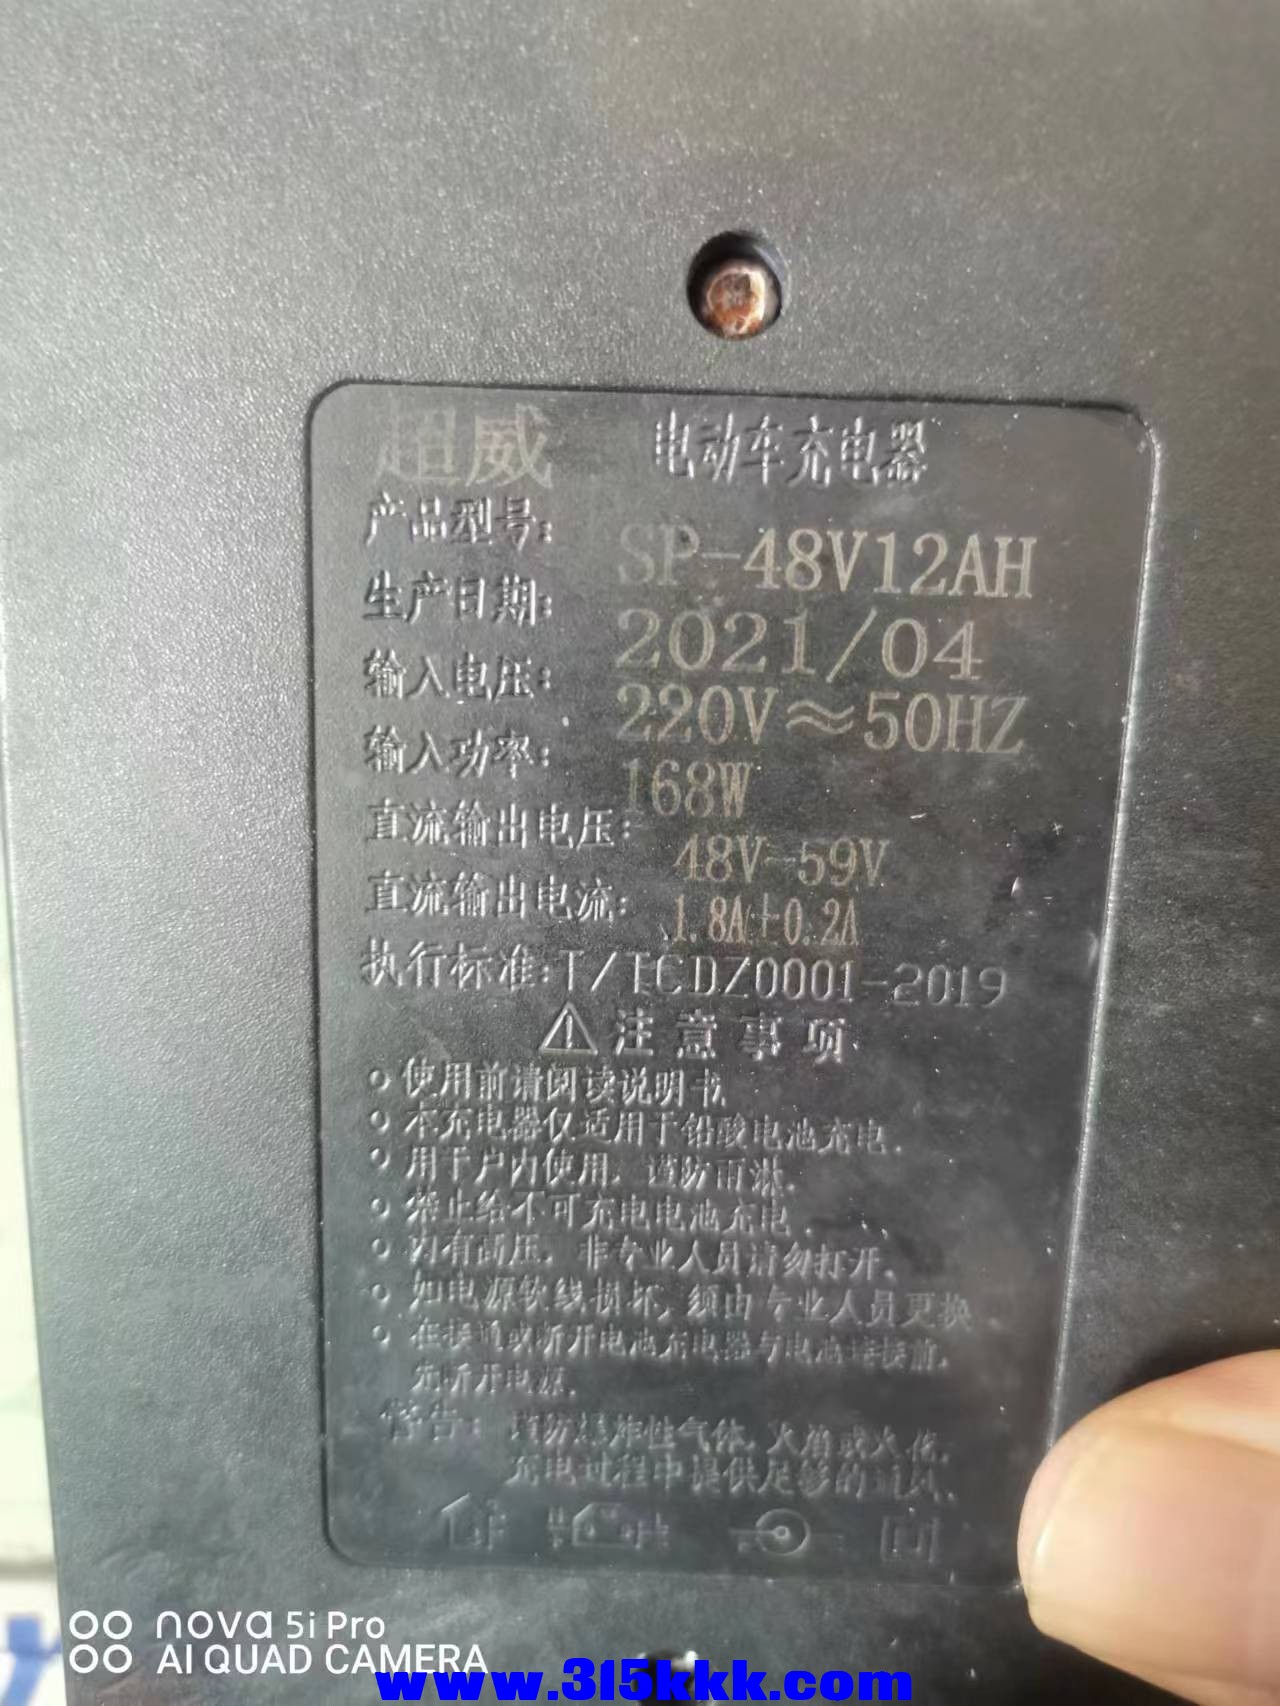 超威 电动车充电器
产品型号: SP-48V12AH
生产日期: 2021/04
输入电压: 220V≈50HZ
输入功率: 168W
直流输出电压: 48V-59V
直流输出电流: 1.8A±0.2A
执行标准:T/TCDZ0001-2019
注意事项
使用前请阅读说明书.
本充电器仅适用于铅酸电池充电.
用于户内使用. 谨防雨淋.
禁止给不可充电电池充电.
内有高压. 非专业人员请勿打开.
如电源软线损坏, 须由专业人员更换.
在接通或断开电池充电器与电池连接前,
先断开电源.
警告: 谨防爆炸性气体, 火焰或火花,
充电过程中提供足够的通风.
nova 5i Pro
AI QUAD CAMERA
www.315kkk.com